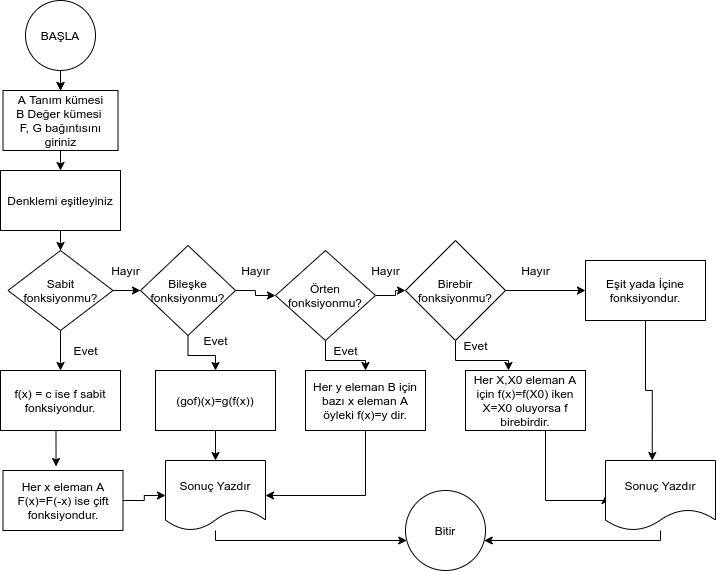 BAŞLA
A Tanım kümesi
B Değer kümesi
F, G bağıntısını
giriniz
Denklemi eşitleyiniz
Sabit
fonksiyonmu?
Hayır
Bileşke
fonksiyonmu?
Hayır
Örten
fonksiyonmu?
Hayır
Birebir
fonksiyonmu?
Hayır
Eşit yada İçine
fonksiyondur.
Evet
Evet
Evet
Evet
f(x) = c ise f sabit
fonksiyondur.
(gof)(x)=g(f(x))
Her y eleman B için
bazı x eleman A
öyleki f(x)=y dir.
Her X,X0 eleman A
için f(x)=f(X0) iken
X=X0 oluyorsa f
birebirdir.
Her x eleman A
F(x)=F(-x) ise çift
fonksiyondur.
Sonuç Yazdır
Sonuç Yazdır
Bitir